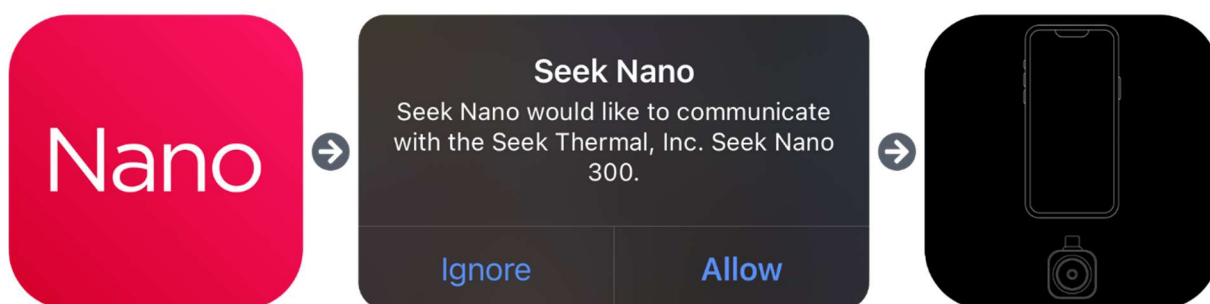 Nano
Seek Nano
Seek Nano would like to communicate
with the Seek Thermal, Inc. Seek Nano
300.
Ignore
Allow